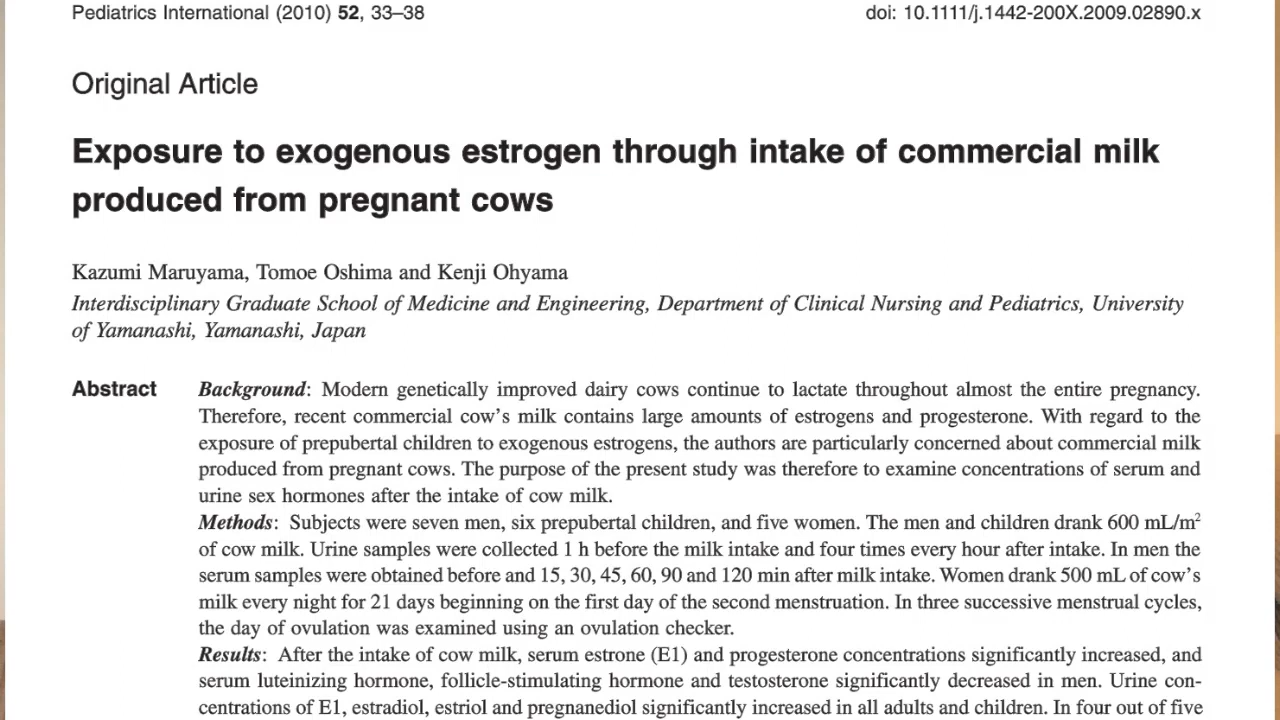 Pediatrics International (2010) 52, 33–38
doi: 10.1111/j.1442-200X.2009.02890.x
Original Article
Exposure to exogenous estrogen through intake of commercial milk
produced from pregnant cows
Kazumi Maruyama, Tomoe Oshima and Kenji Ohyama
Interdisciplinary Graduate School of Medicine and Engineering, Department of Clinical Nursing and Pediatrics, University
of Yamanashi, Yamanashi, Japan
Abstract
Background: Modern genetically improved dairy cows continue to lactate throughout almost the entire pregnancy.
Therefore, recent commercial cow's milk contains large amounts of estrogens and progesterone. With regard to the
exposure of prepubertal children to exogenous estrogens, the authors are particularly concerned about commercial milk
produced from pregnant cows. The purpose of the present study was therefore to examine concentrations of serum and
urine sex hormones after the intake of cow milk.
Methods: Subjects were seven men, six prepubertal children, and five women. The men and children drank 600 mL/m²
of cow milk. Urine samples were collected 1 h before the milk intake and four times every hour after intake. In men the
serum samples were obtained before and 15, 30, 45, 60, 90 and 120 min after milk intake. Women drank 500 mL of cow's
milk every night for 21 days beginning on the first day of the second menstruation. In three successive menstrual cycles,
the day of ovulation was examined using an ovulation checker.
Results: After the intake of cow milk, serum estrone (E1) and progesterone concentrations significantly increased, and
serum luteinizing hormone, follicle-stimulating hormone and testosterone significantly decreased in men. Urine con-
centrations of E1, estradiol, estriol and pregnanediol significantly increased in all adults and children. In four out of five